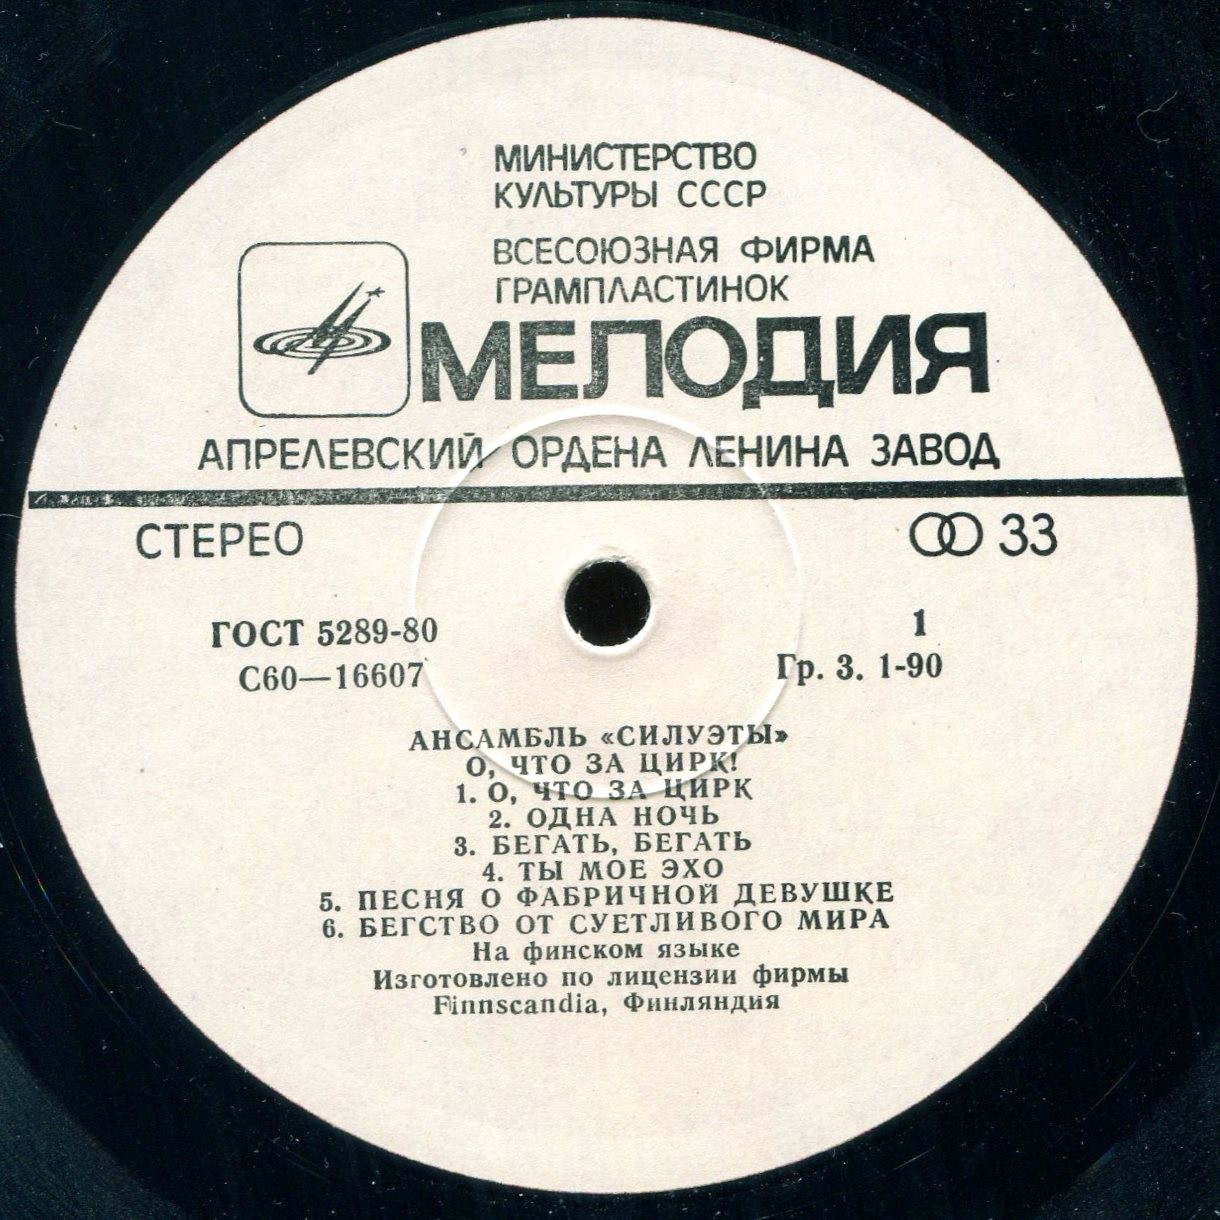 МИНИСТЕРСТВО
КУЛЬТУРЫ СССР
ВСЕСОЮЗНАЯ ФИРМА
ГРАМПЛАСТИНОК
МЕЛОДИЯ
АПРЕЛЕВСКИЙ ОРДЕНА ЛЕНИНА ЗАВОД
СТЕРЕО 33
ГОСТ 5289-80 1
С60—16607 Гр. 3. 1-90
АНСАМБЛЬ «СИЛУЭТЫ»
О, ЧТО ЗА ЦИРК!
1. О, ЧТО ЗА ЦИРК
2. ОДНА НОЧЬ
3. БЕГАТЬ, БЕГАТЬ
4. ТЫ МОЕ ЭХО
5. ПЕСНЯ О ФАБРИЧНОЙ ДЕВУШКЕ
6. БЕГСТВО ОТ СУЕТЛИВОГО МИРА
На финском языке
Изготовлено по лицензии фирмы
Finnscandia, Финляндия